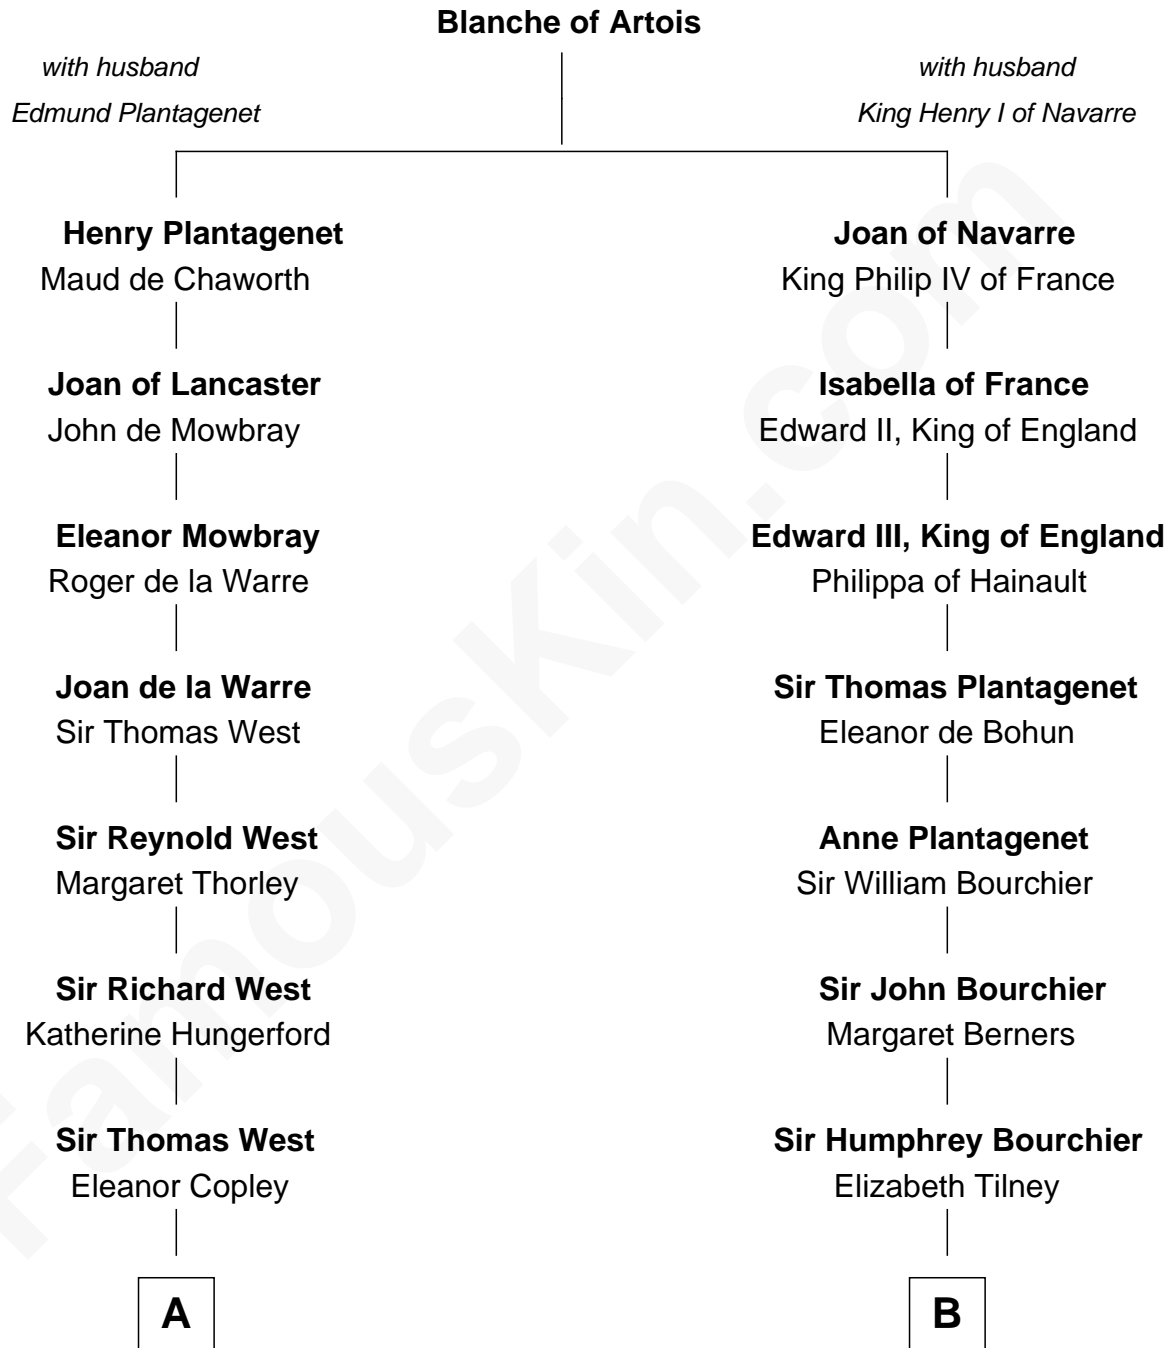 Blanche of Artois
with husband
Edmund Plantagenet
with husband
King Henry I of Navarre
Henry Plantagenet
Maud de Chaworth
Joan of Navarre
King Philip IV of France
Joan of Lancaster
John de Mowbray
Isabella of France
Edward II, King of England
Eleanor Mowbray
Roger de la Warre
Edward III, King of England
Philippa of Hainault
Joan de la Warre
Sir Thomas West
Sir Thomas Plantagenet
Eleanor de Bohun
Sir Reynold West
Margaret Thorley
Anne Plantagenet
Sir William Bourchier
Sir Richard West
Katherine Hungerford
Sir John Bourchier
Margaret Berners
Sir Thomas West
Eleanor Copley
Sir Humphrey Bourchier
Elizabeth Tilney
A
B
FamousKin.com